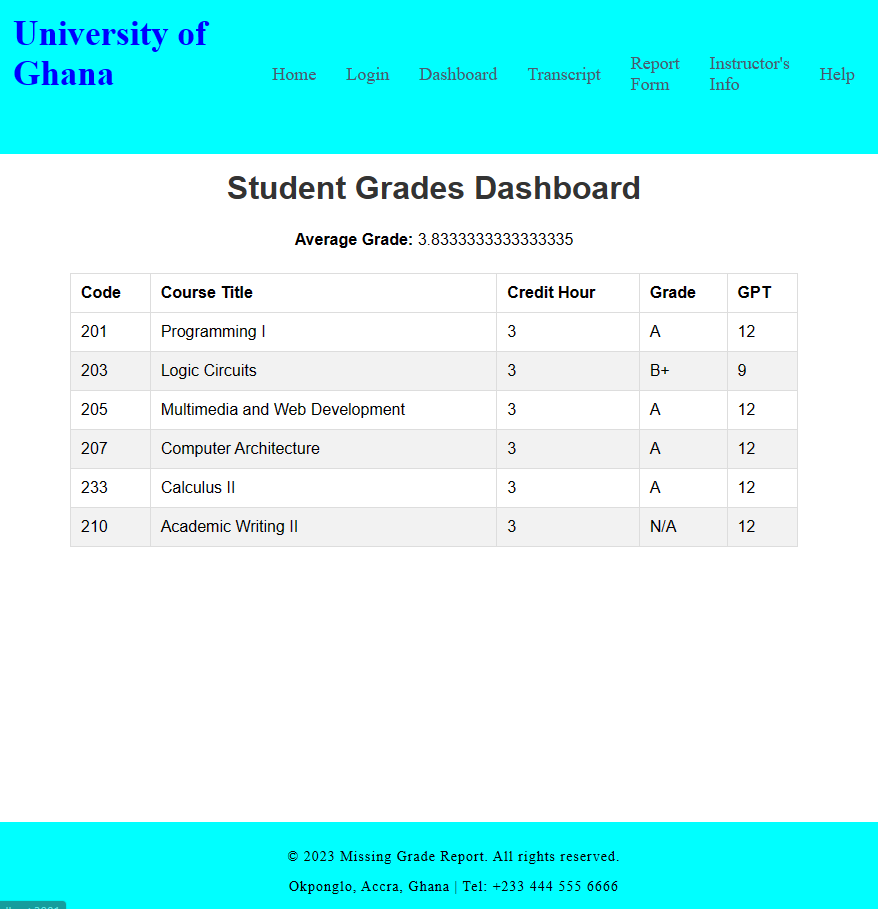 University of
Ghana
Home Login Dashboard Transcript Report Form Instructor's Info Help
Student Grades Dashboard
Average Grade: 3.8333333333333335
Code Course Title Credit Hour Grade GPT
201 Programming I 3 A 12
203 Logic Circuits 3 B+ 9
205 Multimedia and Web Development 3 A 12
207 Computer Architecture 3 A 12
233 Calculus II 3 A 12
210 Academic Writing II 3 N/A 12
© 2023 Missing Grade Report. All rights reserved.
Okponglo, Accra, Ghana | Tel: +233 444 555 6666